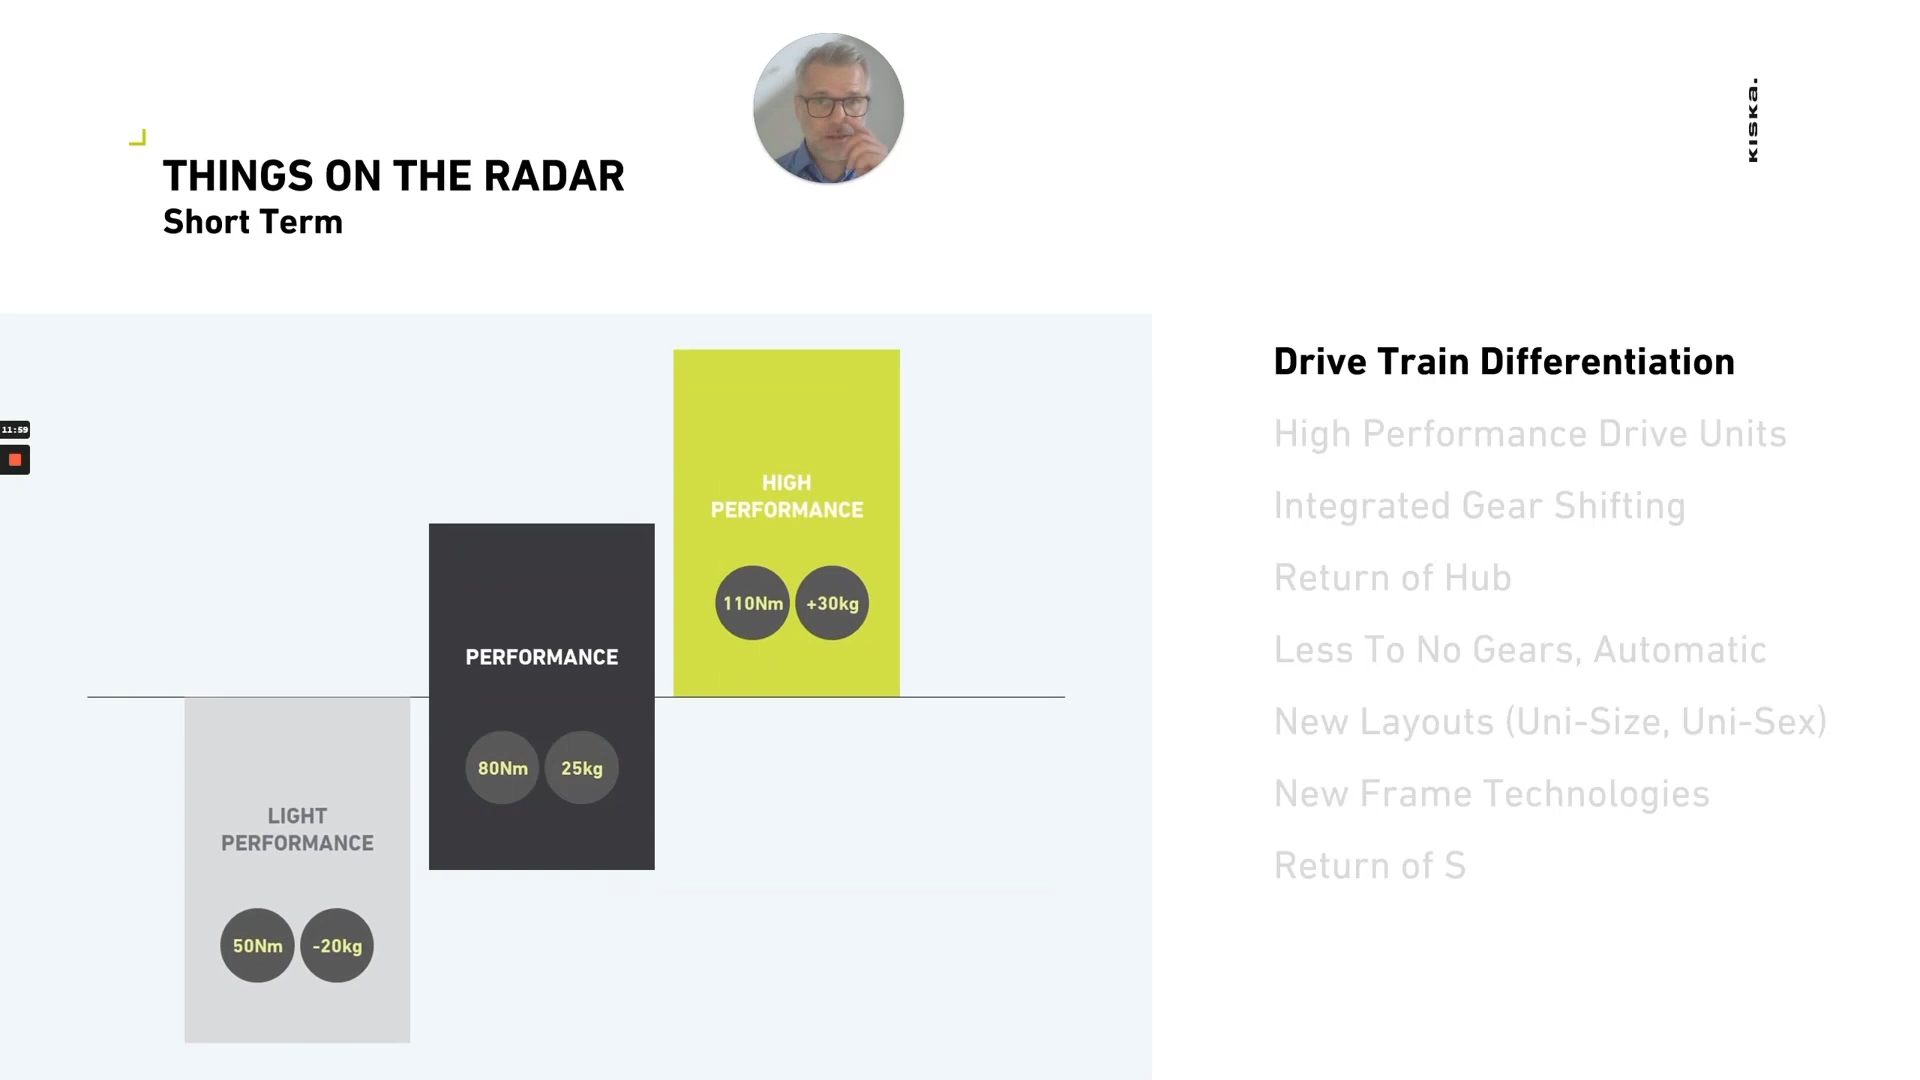 KISKA.
THINGS ON THE RADAR
Short Term
11:59
HIGH
PERFORMANCE
110Nm
+30kg
PERFORMANCE
80Nm
25kg
LIGHT
PERFORMANCE
50Nm
-20kg
Drive Train Differentiation
High Performance Drive Units
Integrated Gear Shifting
Return of Hub
Less To No Gears, Automatic
New Layouts (Uni-Size, Uni-Sex)
New Frame Technologies
Return of S